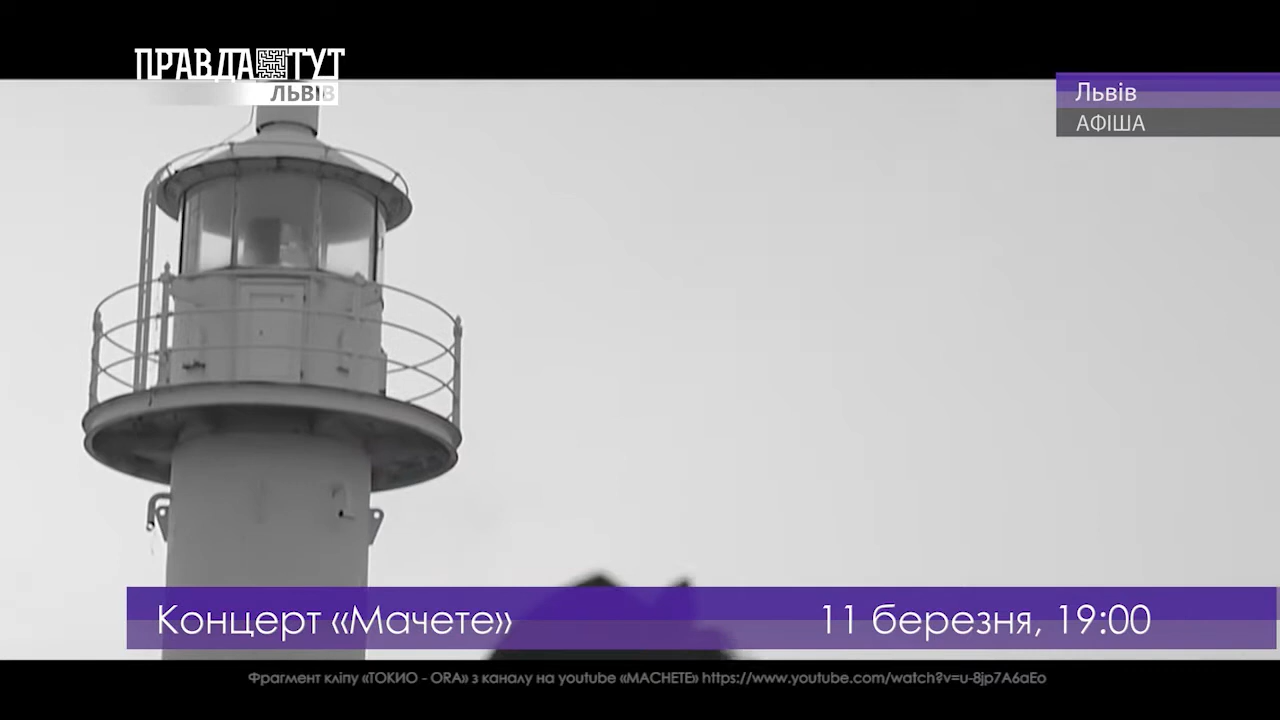 ПРАВДА ТУТ
ЛЬВІВ
Львів
АФІША
Концерт «Мачете»
11 березня, 19:00
Фрагмент кліпу «ТОКИО - ORA» з каналу на youtube «MACHETE» https://www.youtube.com/watch?v=u-8jp7A6aEo